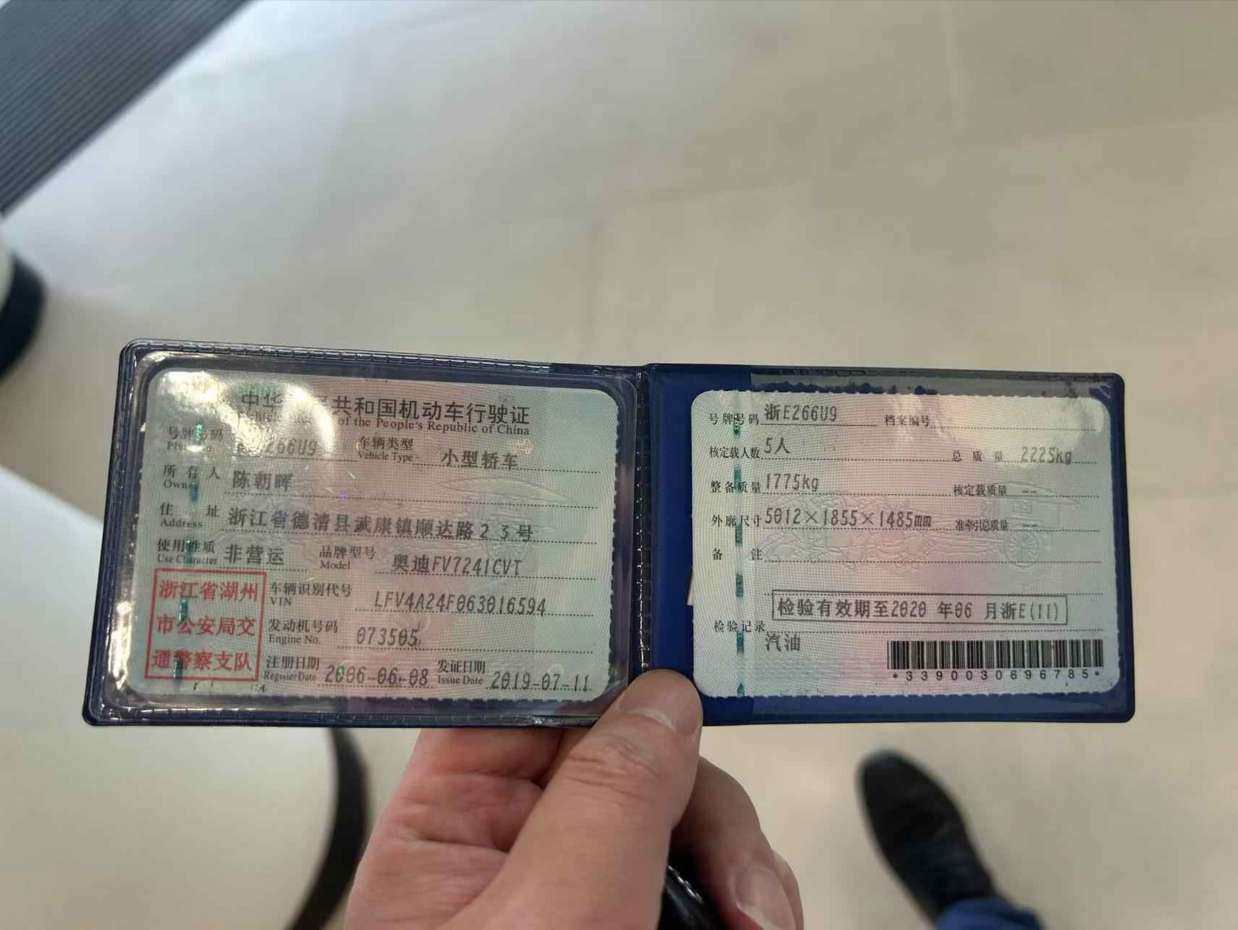 中华 共和国机动车行驶证
of the People's Republic of China
号牌号码 266U9 车辆类型 小型轿车
Vehicle Type
所有人 陈朝晖
Owner
住址 浙江省德清县武康镇顺达路23号
Address
使用性质 非营运 品牌型号 奥迪FV7241CVT
Use Character Model
浙江省湖州
市公安局交
通警察支队
车辆识别代号 LFV4A24F063016594
VIN
发动机号码 073505
Engine No.
注册日期 2006-06-08 发证日期 2019-07-11
Register Date Issue Date
号牌号码 浙E266U9 档案编号
核定载人数 5人 总质量 2225kg
整备质量 1775kg 核定载质量 --
外廓尺寸 5012×1855×1485mm 准牵引总质量 --
备注
检验有效期至2020年06月浙E(11)
检验记录
汽油
*3390030696785*